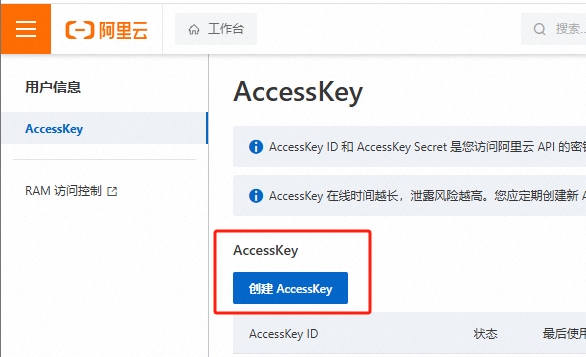 阿里云
工作台
搜索...
用户信息
AccessKey
RAM 访问控制
AccessKey
AccessKey ID 和 AccessKey Secret 是您访问阿里云 API 的密钥
AccessKey 在线时间越长，泄露风险越高。您应定期创建新 A
AccessKey
创建 AccessKey
AccessKey ID
状态
最后使用